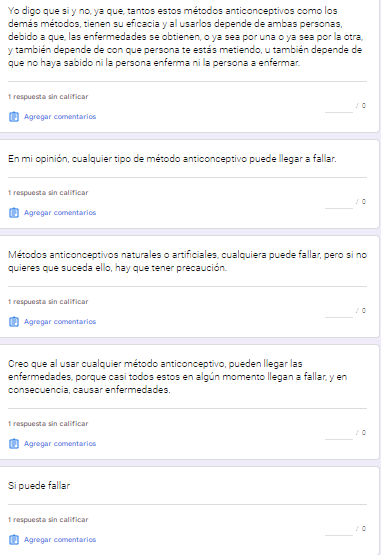 Yo digo que si y no, ya que, tantos estos métodos anticonceptivos como los
demás métodos, tienen su eficacia y al usarlos depende de ambas personas,
debido a que, las enfermedades se obtienen, o ya sea por una o ya sea por la otra,
y también depende de con que persona te estás metiendo, u también depende de
que no haya sabido ni la persona enferma ni la persona a enfermar.
1 respuesta sin calificar
/ 0
Agregar comentarios
En mi opinión, cualquier tipo de método anticonceptivo puede llegar a fallar.
1 respuesta sin calificar
/ 0
Agregar comentarios
Métodos anticonceptivos naturales o artificiales, cualquiera puede fallar, pero si no
quieres que suceda ello, hay que tener precaución.
1 respuesta sin calificar
/ 0
Agregar comentarios
Creo que al usar cualquier método anticonceptivo, pueden llegar las
enfermedades, porque casi todos estos en algún momento llegan a fallar, y en
consecuencia, causar enfermedades.
1 respuesta sin calificar
/ 0
Agregar comentarios
Si puede fallar
1 respuesta sin calificar
/ 0
Agregar comentarios